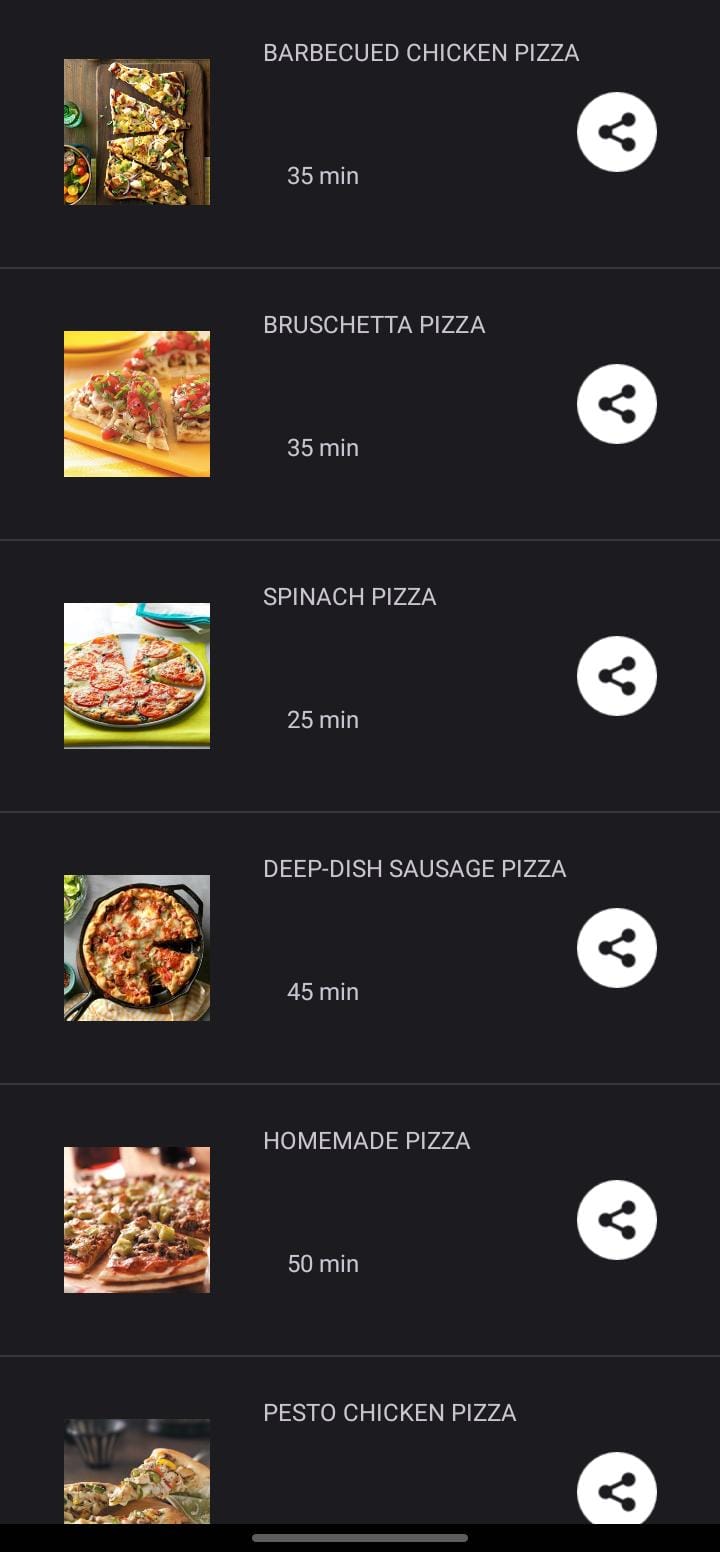 BARBECUED CHICKEN PIZZA
35 min
BRUSCHETTA PIZZA
35 min
SPINACH PIZZA
25 min
DEEP-DISH SAUSAGE PIZZA
45 min
HOMEMADE PIZZA
50 min
PESTO CHICKEN PIZZA